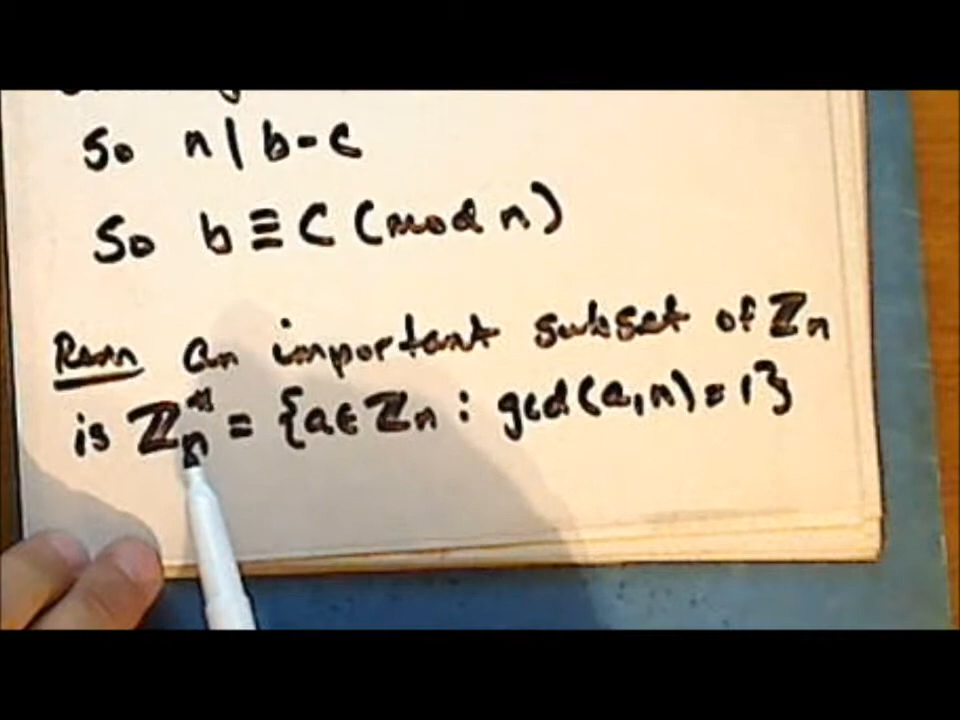 So n | b - c
So b ≡ c (mod n)
Rem an important subset of ℤn
is ℤn* = {a ∈ ℤn : gcd(a, n) = 1}